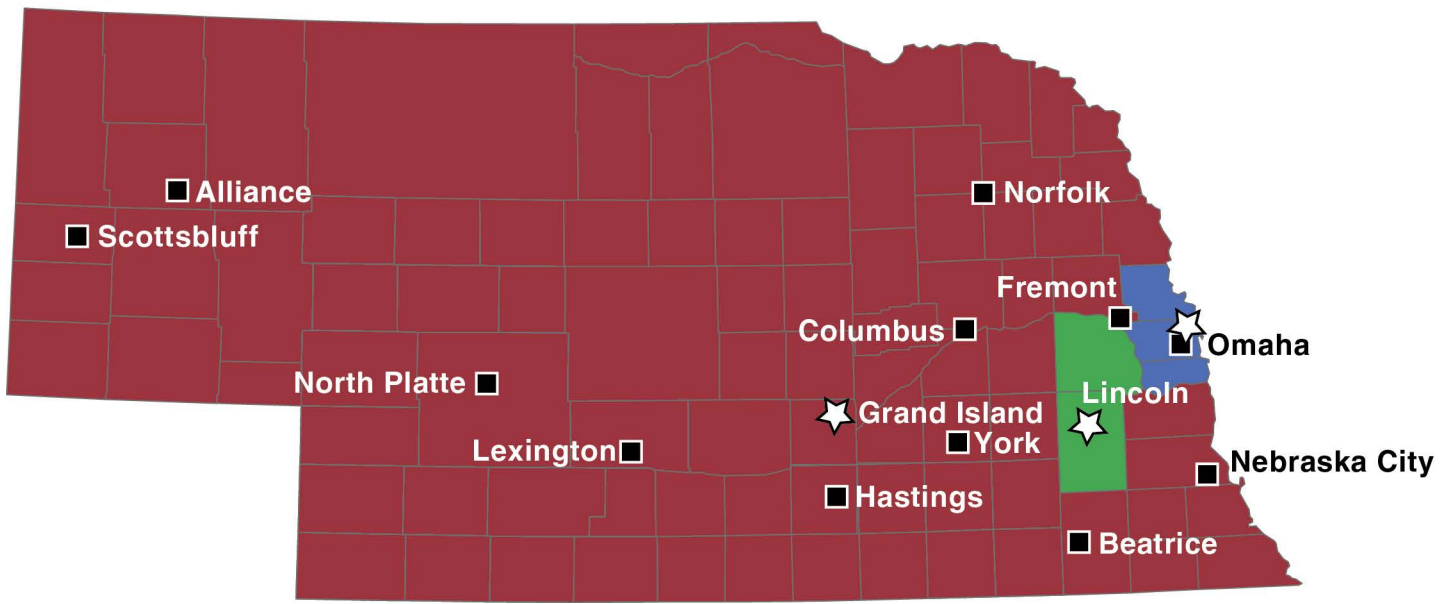 Alliance
Norfolk
Scottsbluff
Fremont
Columbus
Omaha
North Platte
Lincoln
Grand Island
York
Lexington
Nebraska City
Hastings
Beatrice